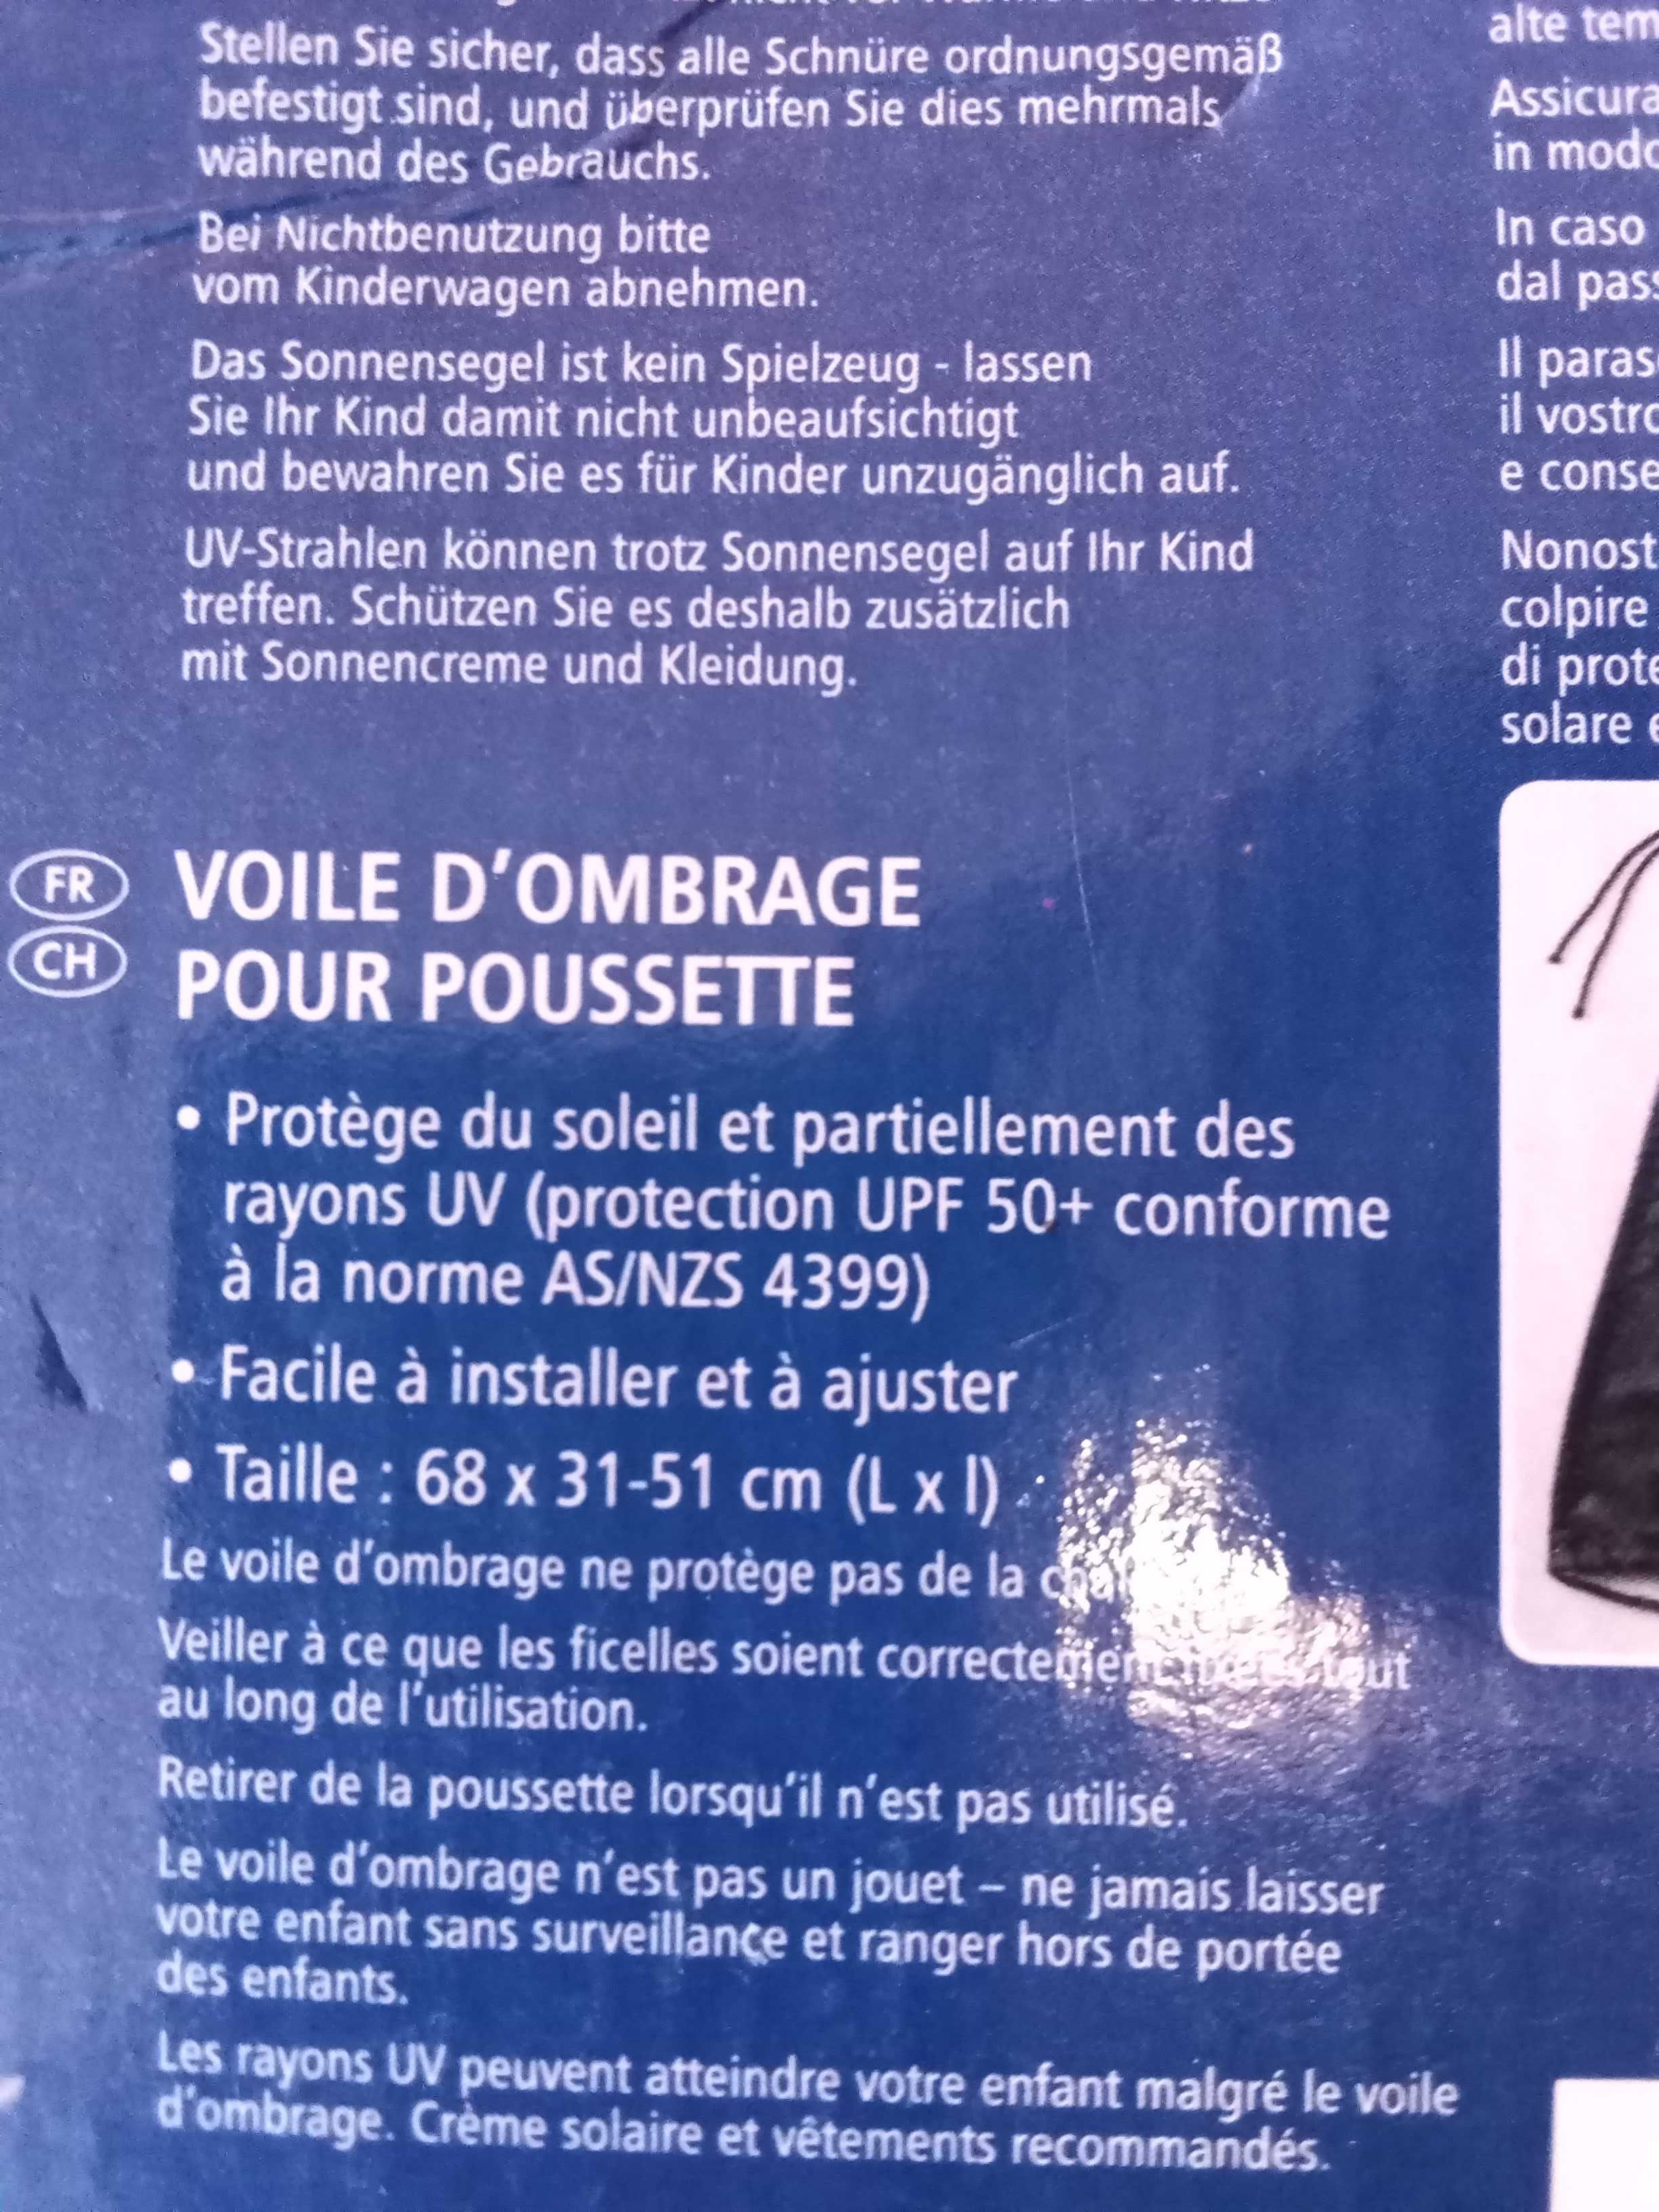 Stellen Sie sicher, dass alle Schnüre ordnungsgemäß
befestigt sind, und überprüfen Sie dies mehrmals
während des Gebrauchs.
Bei Nichtbenutzung bitte
vom Kinderwagen abnehmen.
Das Sonnensegel ist kein Spielzeug - lassen
Sie Ihr Kind damit nicht unbeaufsichtigt
und bewahren Sie es für Kinder unzugänglich auf.
UV-Strahlen können trotz Sonnensegel auf Ihr Kind
treffen. Schützen Sie es deshalb zusätzlich
mit Sonnencreme und Kleidung.
FR
CH
VOILE D'OMBRAGE
POUR POUSSETTE
• Protège du soleil et partiellement des
rayons UV (protection UPF 50+ conforme
à la norme AS/NZS 4399)
• Facile à installer et à ajuster
• Taille : 68 x 31-51 cm (L x l)
Le voile d'ombrage ne protège pas de la
Veiller à ce que les ficelles soient correctement tout
au long de l'utilisation.
Retirer de la poussette lorsqu'il n'est pas utilisé.
Le voile d'ombrage n'est pas un jouet – ne jamais laisser
votre enfant sans surveillance et ranger hors de portée
des enfants.
Les rayons UV peuvent atteindre votre enfant malgré le voile
d'ombrage. Crème solaire et vêtements recommandés.
alte
in
In caso
dal
Il
il
e
colpire
di
solare